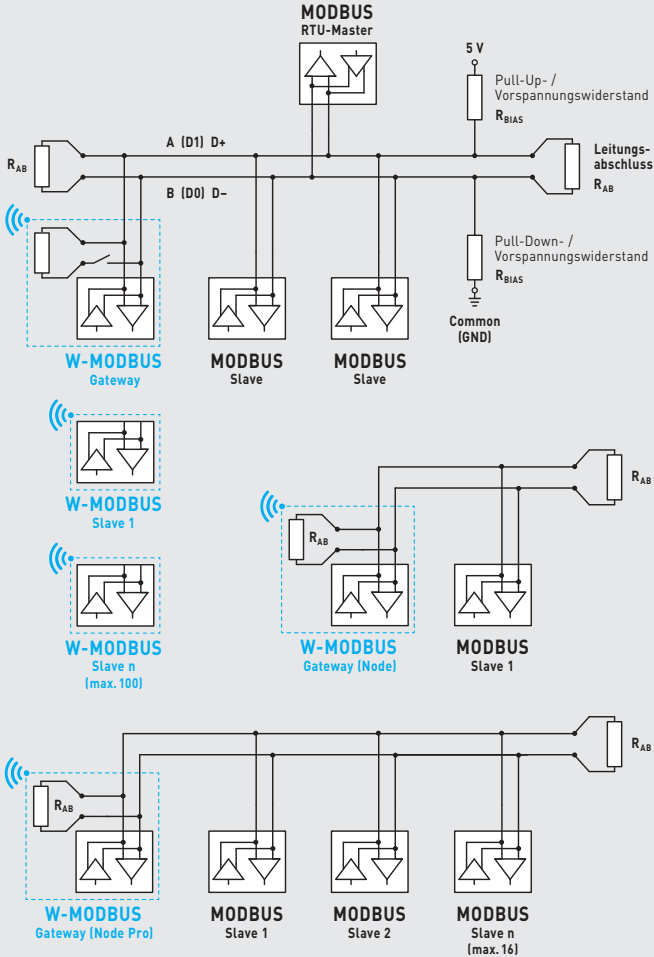 MODBUS
RTU-Master
5 V
Pull-Up- /
Vorspannungswiderstand
RBIAS
A (D1) D+
RAB
B (D0) D–
Leitungs-
abschluss
RAB
Pull-Down- /
Vorspannungswiderstand
RBIAS
Common
(GND)
W-MODBUS
Gateway
MODBUS
Slave
MODBUS
Slave
W-MODBUS
Slave 1
RAB
RAB
W-MODBUS
Slave n
(max. 100)
W-MODBUS
Gateway (Node)
MODBUS
Slave 1
RAB
RAB
W-MODBUS
Gateway (Node Pro)
MODBUS
Slave 1
MODBUS
Slave 2
MODBUS
Slave n
(max. 16)